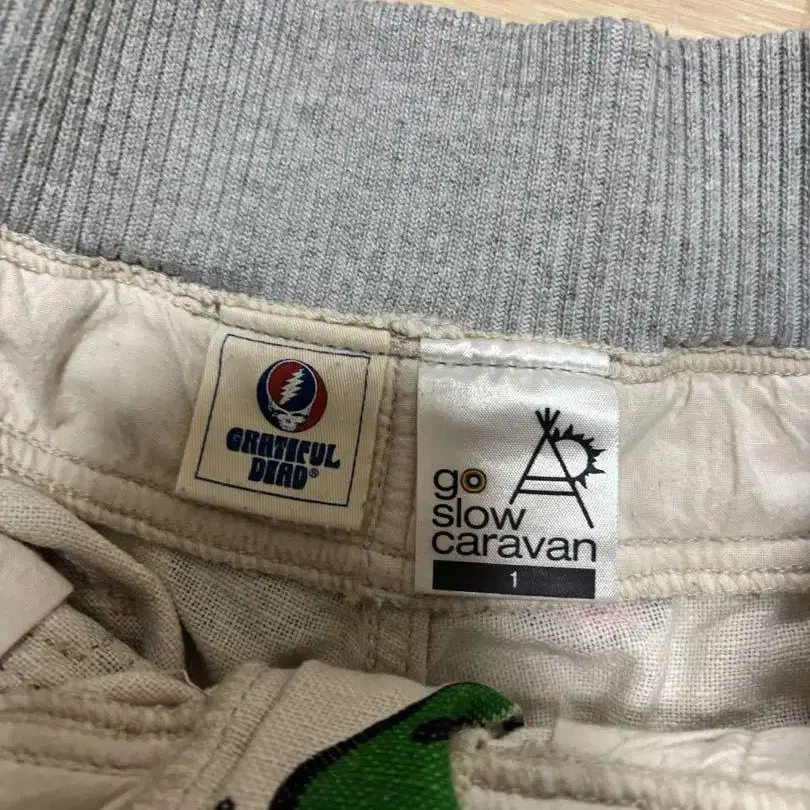 GRATEFUL
DEAD®
go
slow
caravan
1